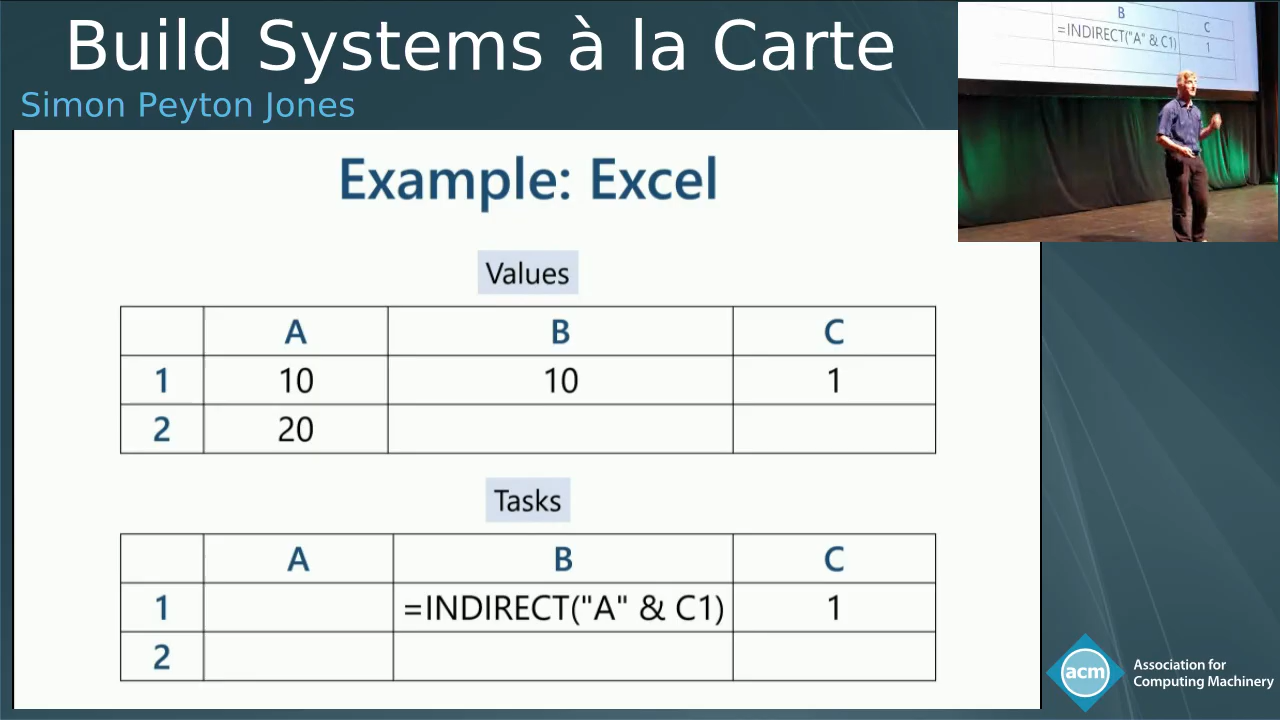 Build Systems à la Carte
Simon Peyton Jones
B
C
=INDIRECT("A" & C1)
1
Example: Excel
Values
A B C
1 10 10 1
2 20
Tasks
A B C
1 =INDIRECT("A" & C1) 1
2
acm
Association for
Computing Machinery